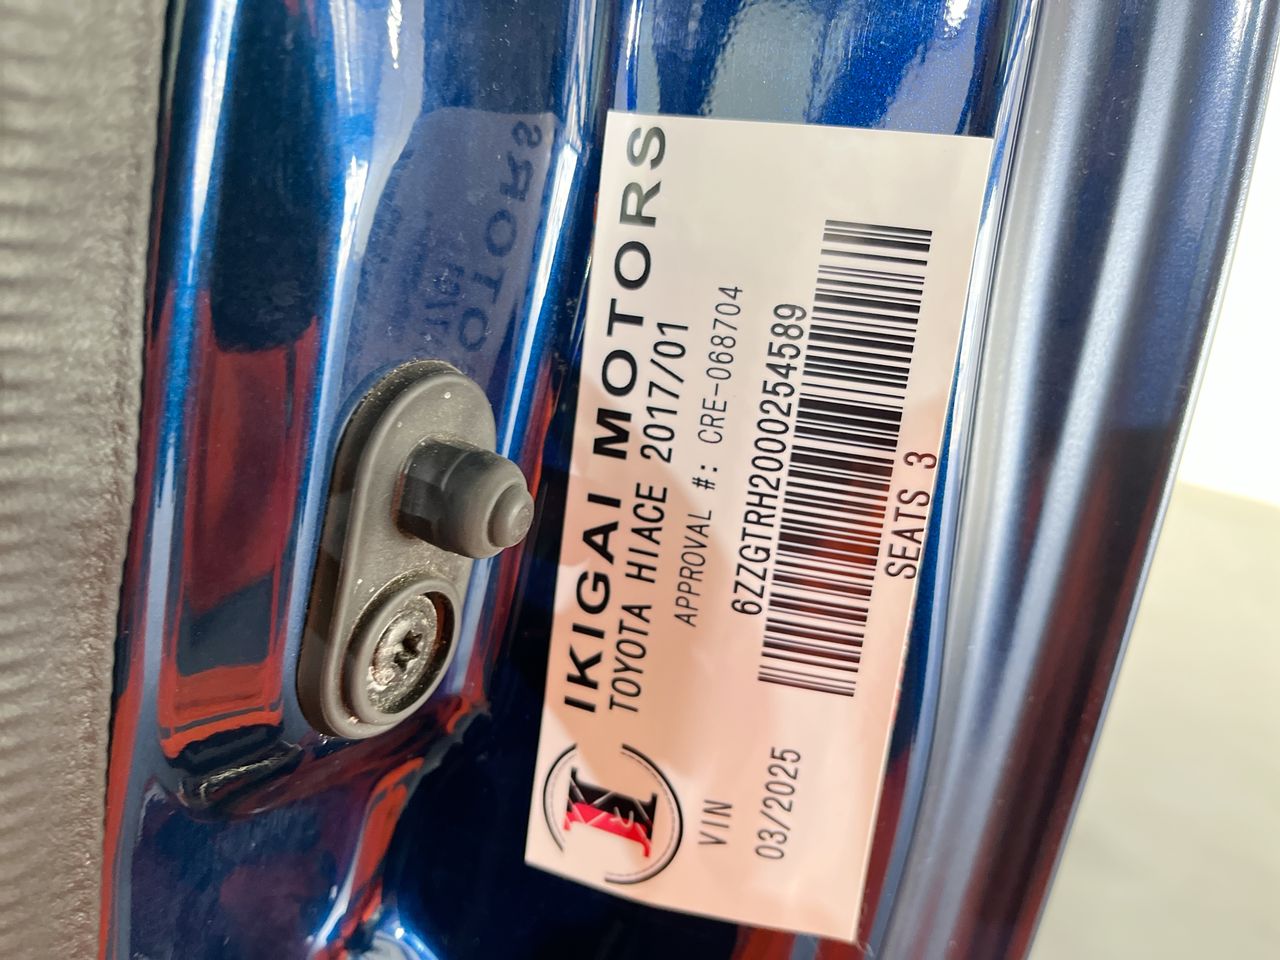 IKIGAI MOTORS
TOYOTA HIACE 2017/01
APPROVAL #: CRE-068704
VIN
6ZZGTRH2000254589
03/2025
SEATS 3